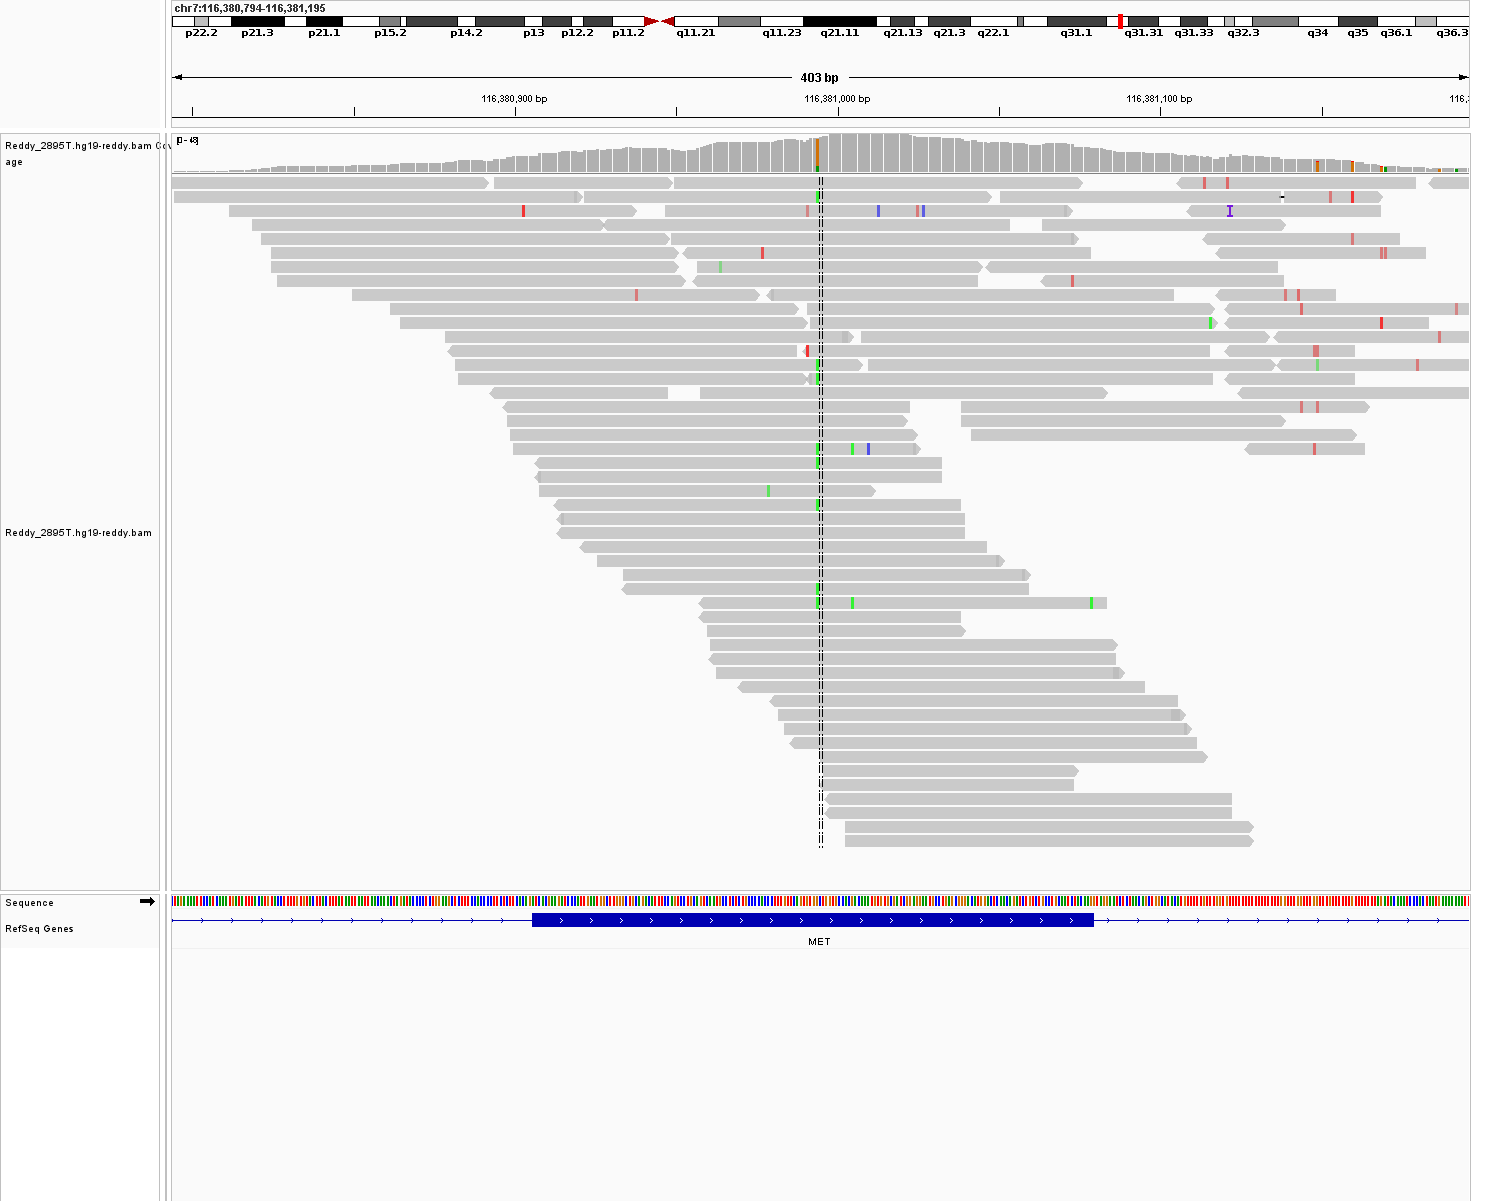 chr7:116,380,794-116,381,195
p22.2 p21.3 p21.1 p15.2 p14.2 p13 p12.2 p11.2 q11.21 q11.23 q21.11 q21.13 q21.3 q22.1 q31.1 q31.31 q31.33 q32.3 q34 q35 q36.1 q36.3
403 bp
116,380,900 bp 116,381,000 bp 116,381,100 bp 116,
[0 - 48]
Reddy_2895T.hg19-reddy.bam Cov
age
Reddy_2895T.hg19-reddy.bam
Sequence
RefSeq Genes
MET